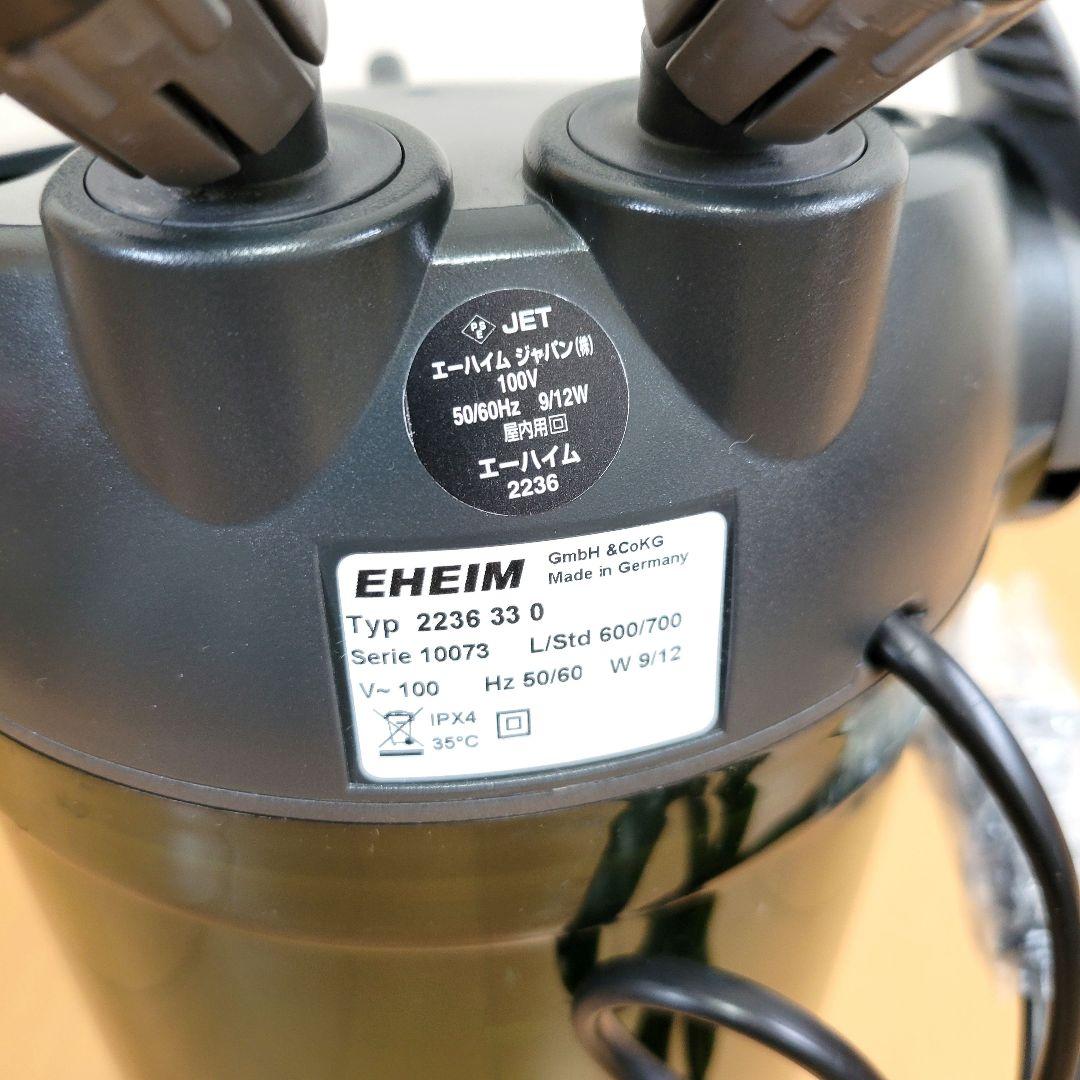 PSE JET
エーハイム ジャパン(株)
100V
50/60Hz 9/12W
屋内用
エーハイム
2236
EHEIM GmbH &CoKG
Made in Germany
Typ 2236 33 0
Serie 10073 L/Std 600/700
V~ 100 Hz 50/60 W 9/12
IPX4
35°C